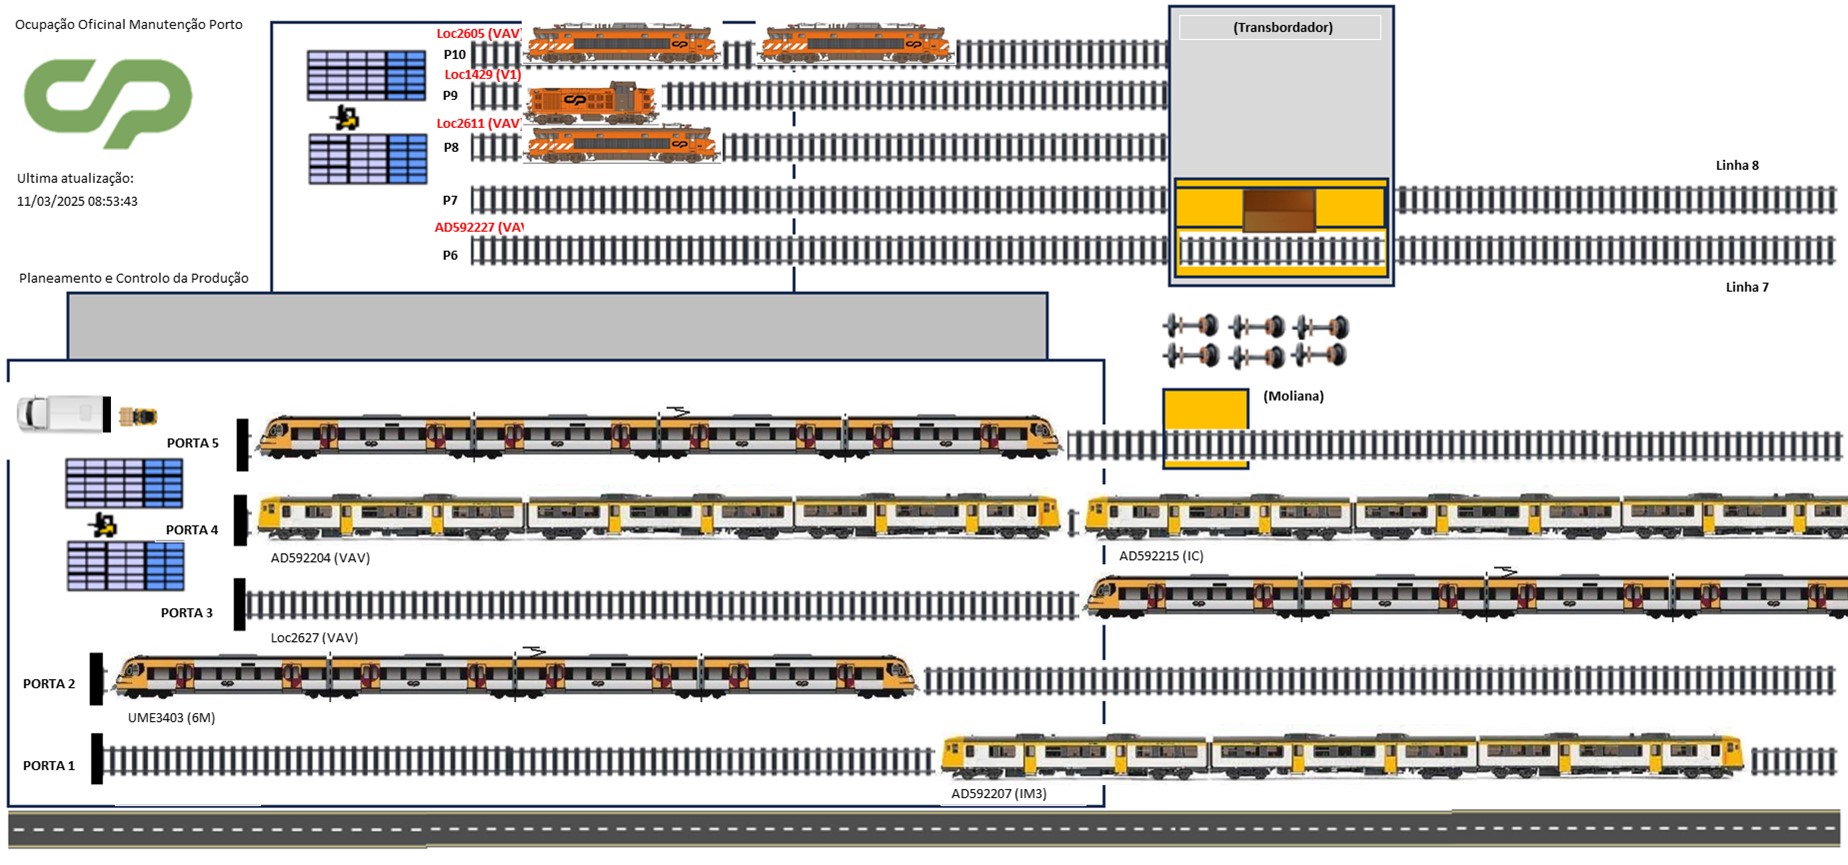 Ocupação Oficinal Manutenção Porto
Loc2605 (VAV)
P10
(Transbordador)
Loc1429 (V1)
P9
Loc2611 (VAV)
P8
Ultima atualização:
11/03/2025 08:53:43
P7
Linha 8
AD592227 (VAV
P6
Planeamento e Controlo da Produção
Linha 7
(Moliana)
PORTA 5
PORTA 4
AD592204 (VAV)
AD592215 (IC)
PORTA 3
Loc2627 (VAV)
PORTA 2
UME3403 (6M)
PORTA 1
AD592207 (IM3)